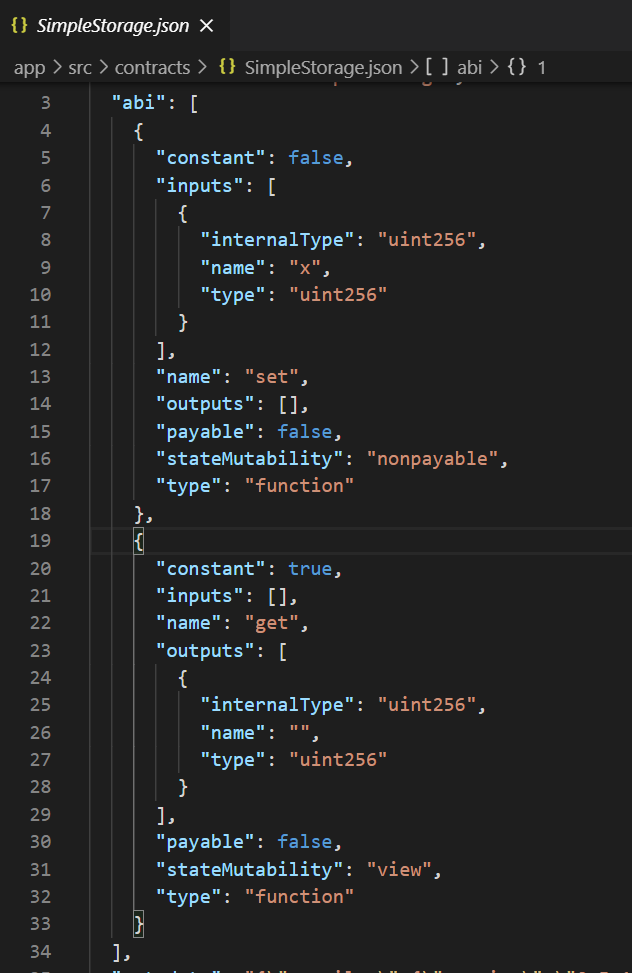 {} SimpleStorage.json ×
app > src > contracts > {} SimpleStorage.json > [ ] abi > {} 1
3 "abi": [
4 {
5 "constant": false,
6 "inputs": [
7 {
8 "internalType": "uint256",
9 "name": "x",
10 "type": "uint256"
11 }
12 ],
13 "name": "set",
14 "outputs": [],
15 "payable": false,
16 "stateMutability": "nonpayable",
17 "type": "function"
18 },
19 {
20 "constant": true,
21 "inputs": [],
22 "name": "get",
23 "outputs": [
24 {
25 "internalType": "uint256",
26 "name": "",
27 "type": "uint256"
28 }
29 ],
30 "payable": false,
31 "stateMutability": "view",
32 "type": "function"
33 }
34 ],